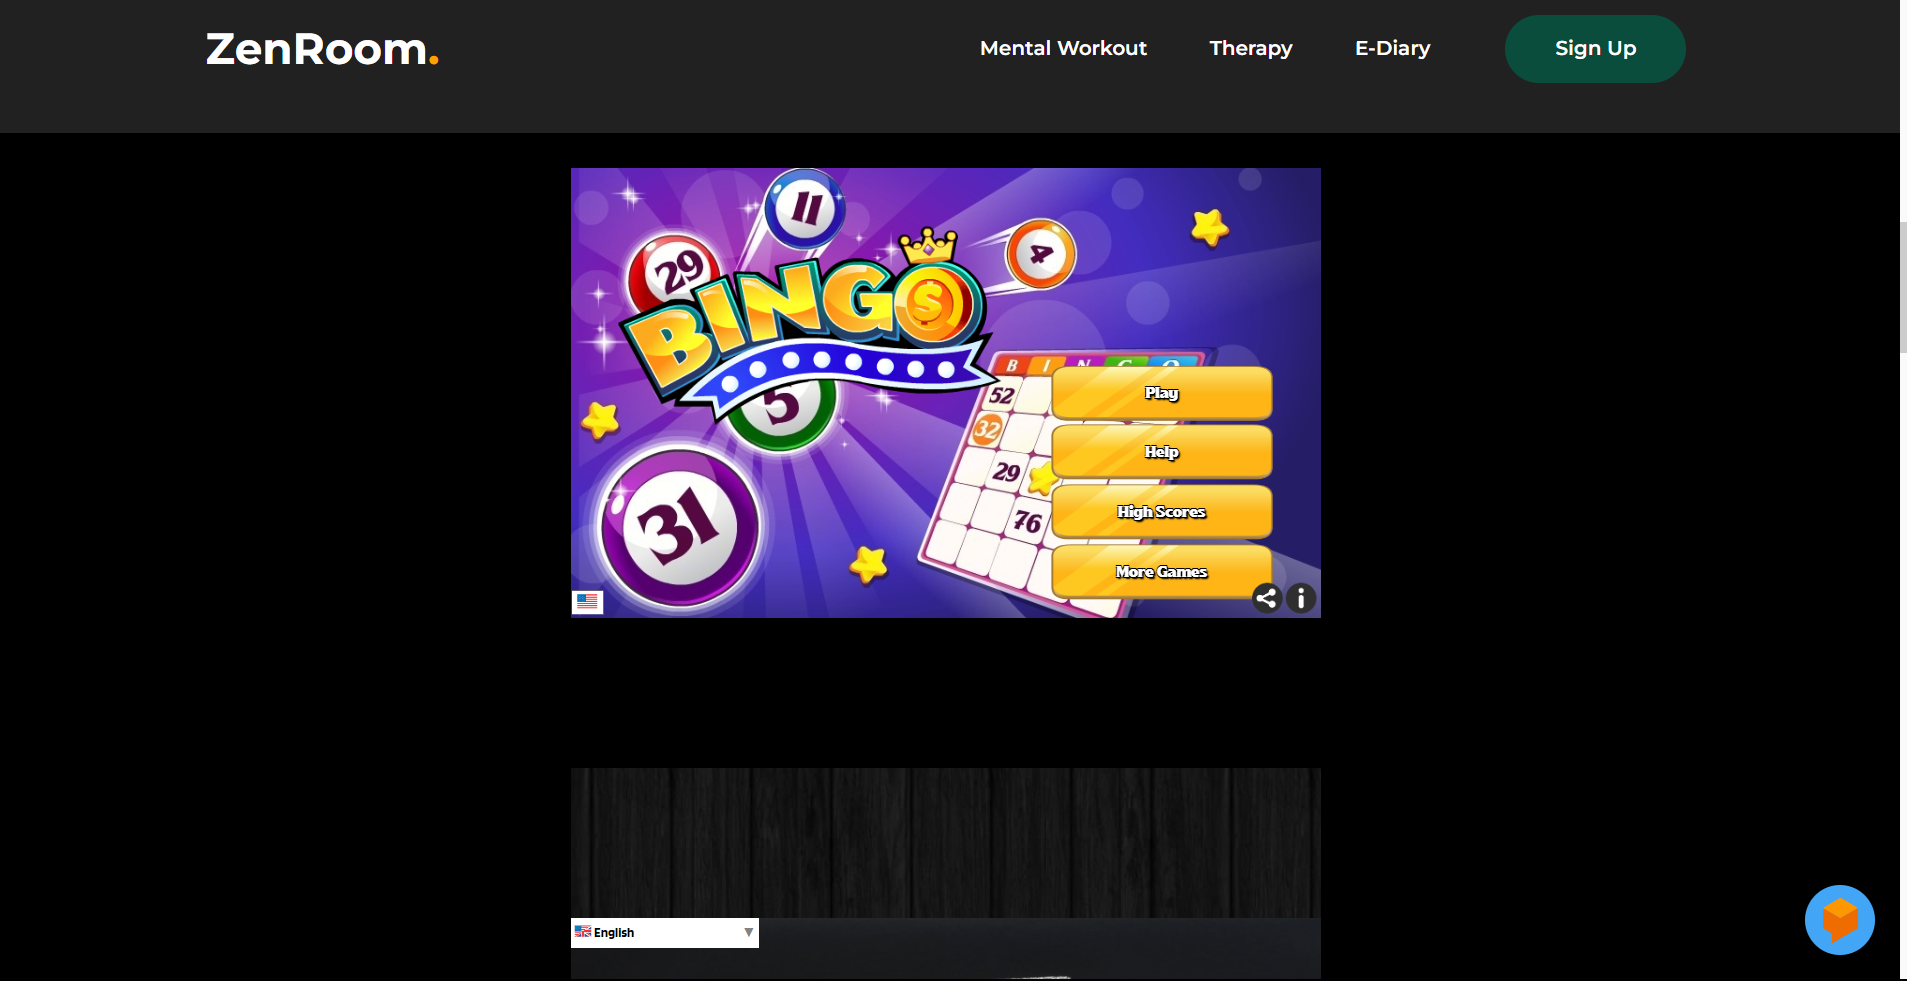 ZenRoom.
Mental Workout Therapy E-Diary Sign Up
11
29
4
BINGO
5
31
B I N G O
52
32
29
76
Play
Help
High Scores
More Games
English